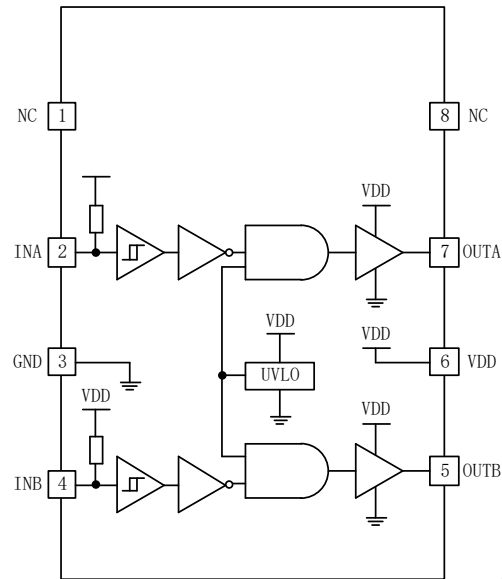 NC 1
8 NC
VDD
INA 2
7 OUTA
VDD
GND 3
UVLO
6 VDD
VDD
VDD
INB 4
5 OUTB